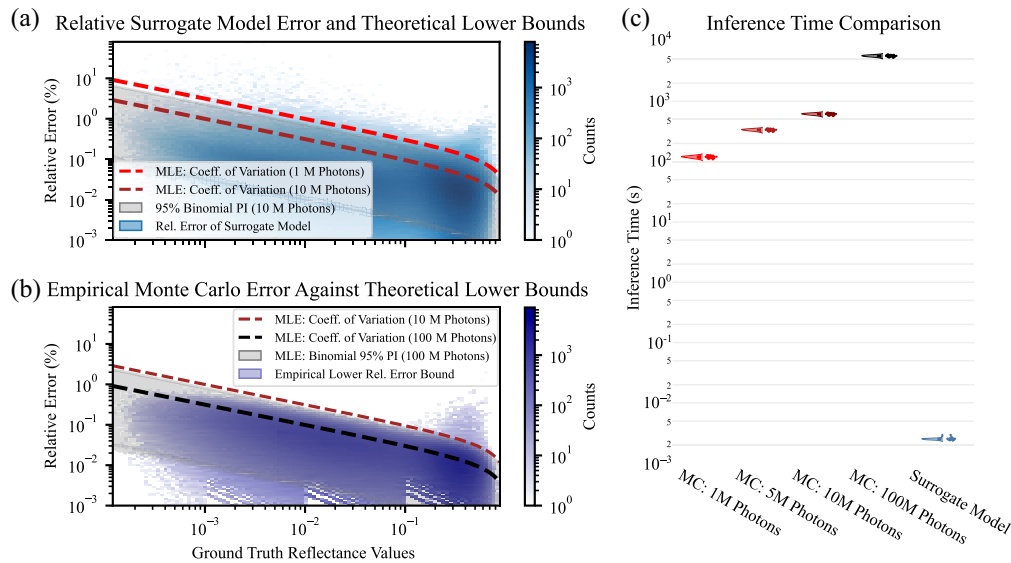 (a) Relative Surrogate Model Error and Theoretical Lower Bounds
Relative Error (%)
10^1
10^0
10^-1
10^-2
10^-3
MLE: Coeff. of Variation (1 M Photons)
MLE: Coeff. of Variation (10 M Photons)
95% Binomial PI (10 M Photons)
Rel. Error of Surrogate Model
10^3
10^2
10^1
10^0
Counts
(b) Empirical Monte Carlo Error Against Theoretical Lower Bounds
Relative Error (%)
10^1
10^0
10^-1
10^-2
10^-3
MLE: Coeff. of Variation (10 M Photons)
MLE: Coeff. of Variation (100 M Photons)
MLE: Binomial 95% PI (100 M Photons)
Empirical Lower Rel. Error Bound
10^-3 10^-2 10^-1
Ground Truth Reflectance Values
10^3
10^2
10^1
10^0
Counts
(c) Inference Time Comparison
Inference Time (s)
10^4
5
2
10^3
5
2
10^2
5
2
10^1
5
2
10^0
5
2
10^-1
5
2
10^-2
5
2
10^-3
MC: 1M Photons
MC: 5M Photons
MC: 10M Photons
MC: 100M Photons
Surrogate Model